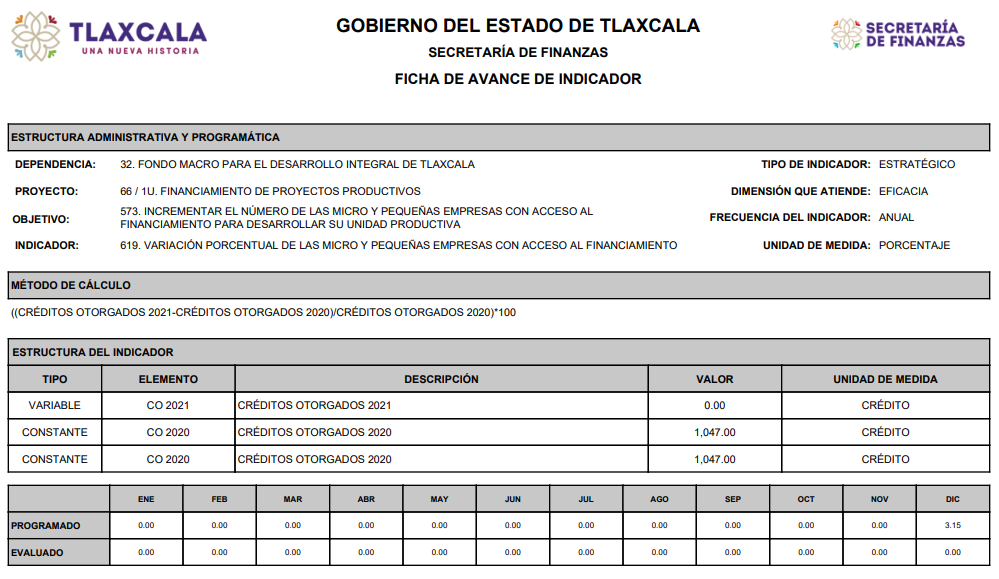 TLAXCALA
UNA NUEVA HISTORIA
GOBIERNO DEL ESTADO DE TLAXCALA
SECRETARÍA DE FINANZAS
FICHA DE AVANCE DE INDICADOR
SECRETARÍA
DE FINANZAS
ESTRUCTURA ADMINISTRATIVA Y PROGRAMÁTICA
DEPENDENCIA: 32. FONDO MACRO PARA EL DESARROLLO INTEGRAL DE TLAXCALA TIPO DE INDICADOR: ESTRATÉGICO
PROYECTO: 66 / 1U. FINANCIAMIENTO DE PROYECTOS PRODUCTIVOS DIMENSIÓN QUE ATIENDE: EFICACIA
OBJETIVO: 573. INCREMENTAR EL NÚMERO DE LAS MICRO Y PEQUEÑAS EMPRESAS CON ACCESO AL
FINANCIAMIENTO PARA DESARROLLAR SU UNIDAD PRODUCTIVA FRECUENCIA DEL INDICADOR: ANUAL
INDICADOR: 619. VARIACIÓN PORCENTUAL DE LAS MICRO Y PEQUEÑAS EMPRESAS CON ACCESO AL FINANCIAMIENTO UNIDAD DE MEDIDA: PORCENTAJE
MÉTODO DE CÁLCULO
((CRÉDITOS OTORGADOS 2021-CRÉDITOS OTORGADOS 2020)/CRÉDITOS OTORGADOS 2020)*100
ESTRUCTURA DEL INDICADOR
TIPO ELEMENTO DESCRIPCIÓN VALOR UNIDAD DE MEDIDA
VARIABLE CO 2021 CRÉDITOS OTORGADOS 2021 0.00 CRÉDITO
CONSTANTE CO 2020 CRÉDITOS OTORGADOS 2020 1,047.00 CRÉDITO
CONSTANTE CO 2020 CRÉDITOS OTORGADOS 2020 1,047.00 CRÉDITO
ENE FEB MAR ABR MAY JUN JUL AGO SEP OCT NOV DIC
PROGRAMADO 0.00 0.00 0.00 0.00 0.00 0.00 0.00 0.00 0.00 0.00 0.00 3.15
EVALUADO 0.00 0.00 0.00 0.00 0.00 0.00 0.00 0.00 0.00 0.00 0.00 0.00